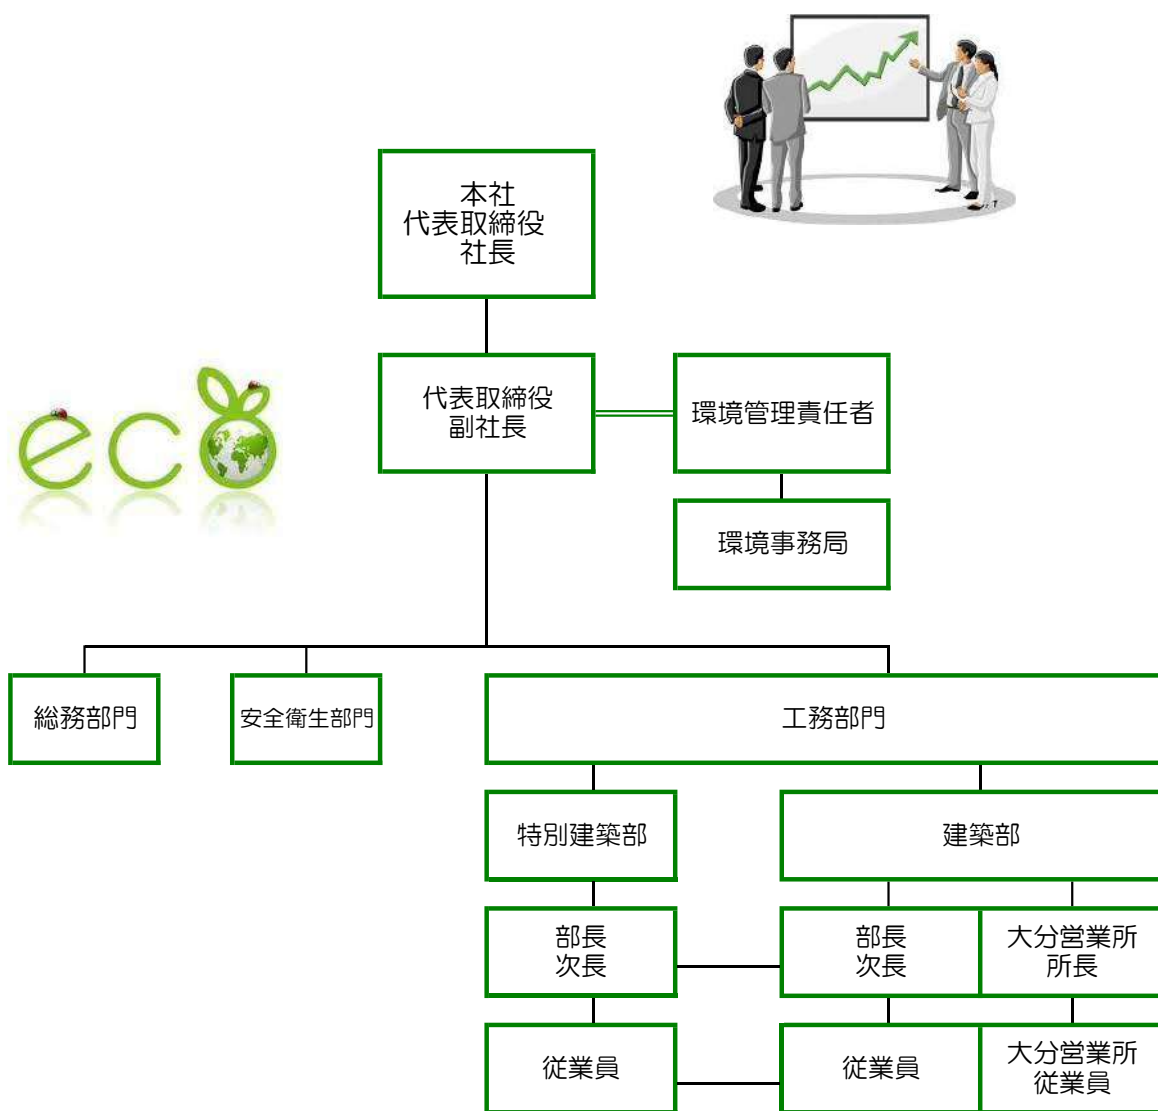 本社
代表取締役
社長
代表取締役
副社長
環境管理責任者
eco
環境事務局
総務部門
安全衛生部門
工務部門
特別建築部
建築部
部長
次長
部長
次長
大分営業所
所長
従業員
従業員
大分営業所
従業員